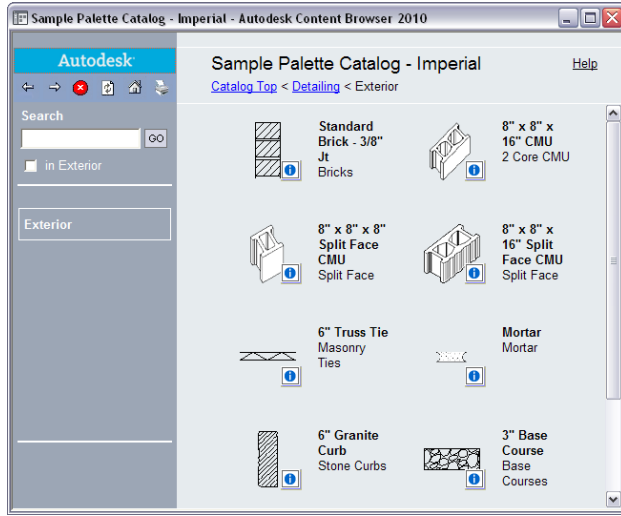 Sample Palette Catalog - Imperial - Autodesk Content Browser 2010
Autodesk
Search
GO
in Exterior
Exterior
Sample Palette Catalog - Imperial
Help
Catalog Top < Detailing < Exterior
Standard
Brick - 3/8"
Jt
Bricks
8" x 8" x
16" CMU
2 Core CMU
8" x 8" x 8"
Split Face
CMU
Split Face
8" x 8" x
16" Split
Face CMU
Split Face
6" Truss Tie
Masonry
Ties
Mortar
Mortar
6" Granite
Curb
Stone Curbs
3" Base
Course
Base
Courses